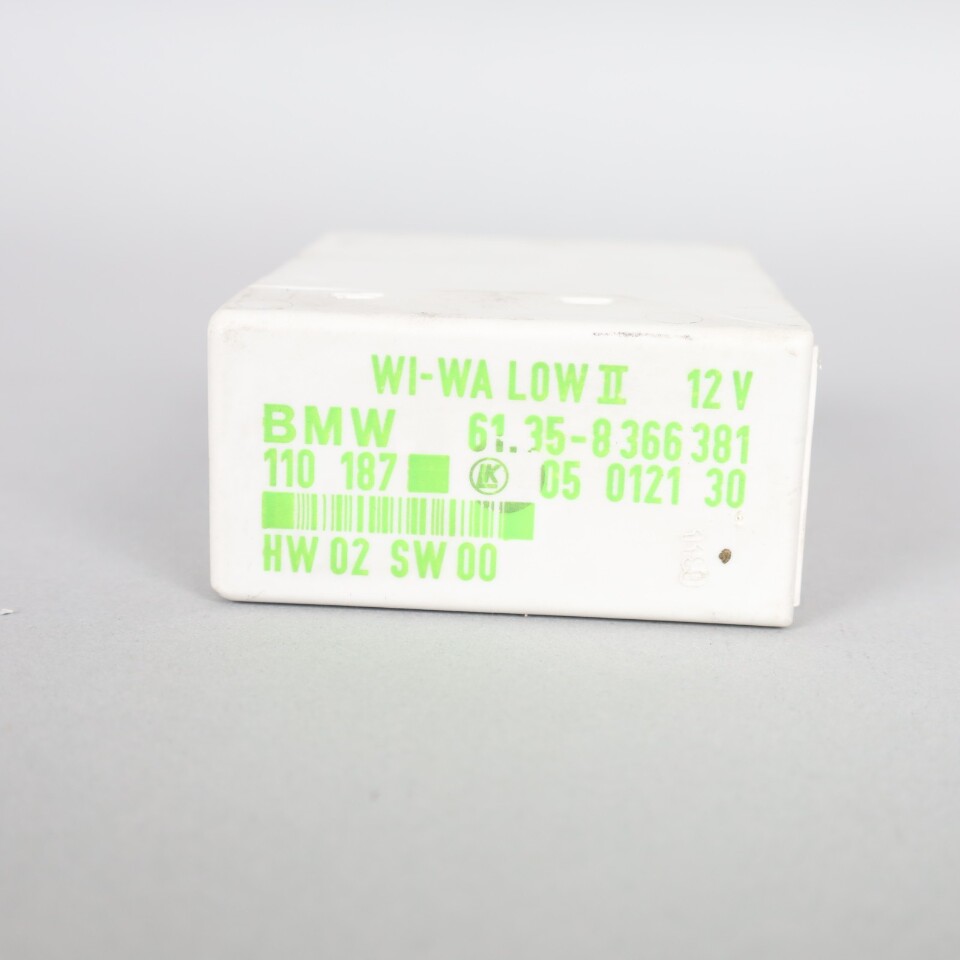 WI-WA LOW II 12 V
BMW 61.35-8 366 381
110 187 LK 05 0121 30
HW 02 SW 00